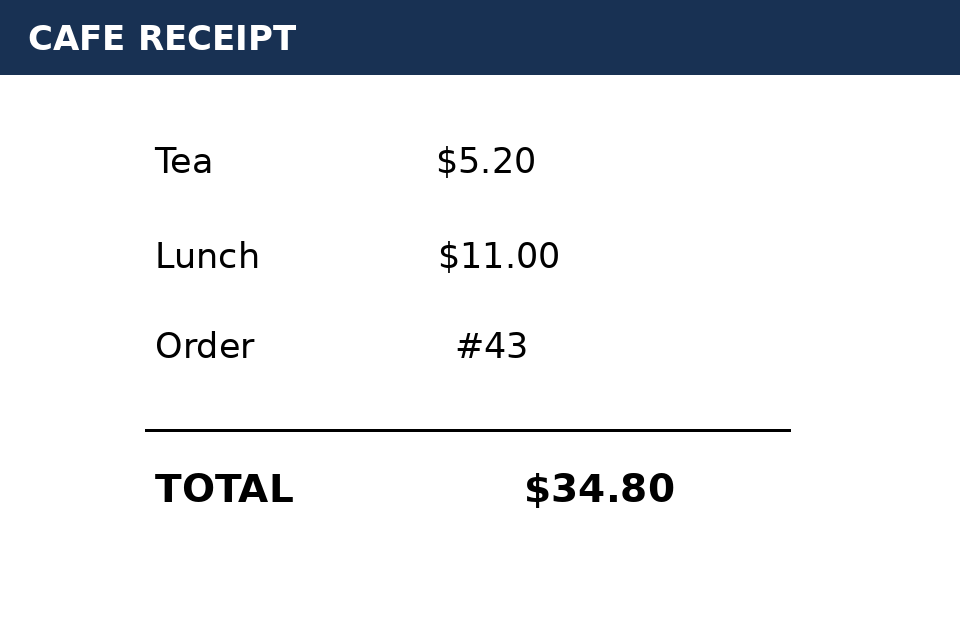 CAFE RECEIPT
Tea $5.20
Lunch $11.00
Order #43
TOTAL $34.80